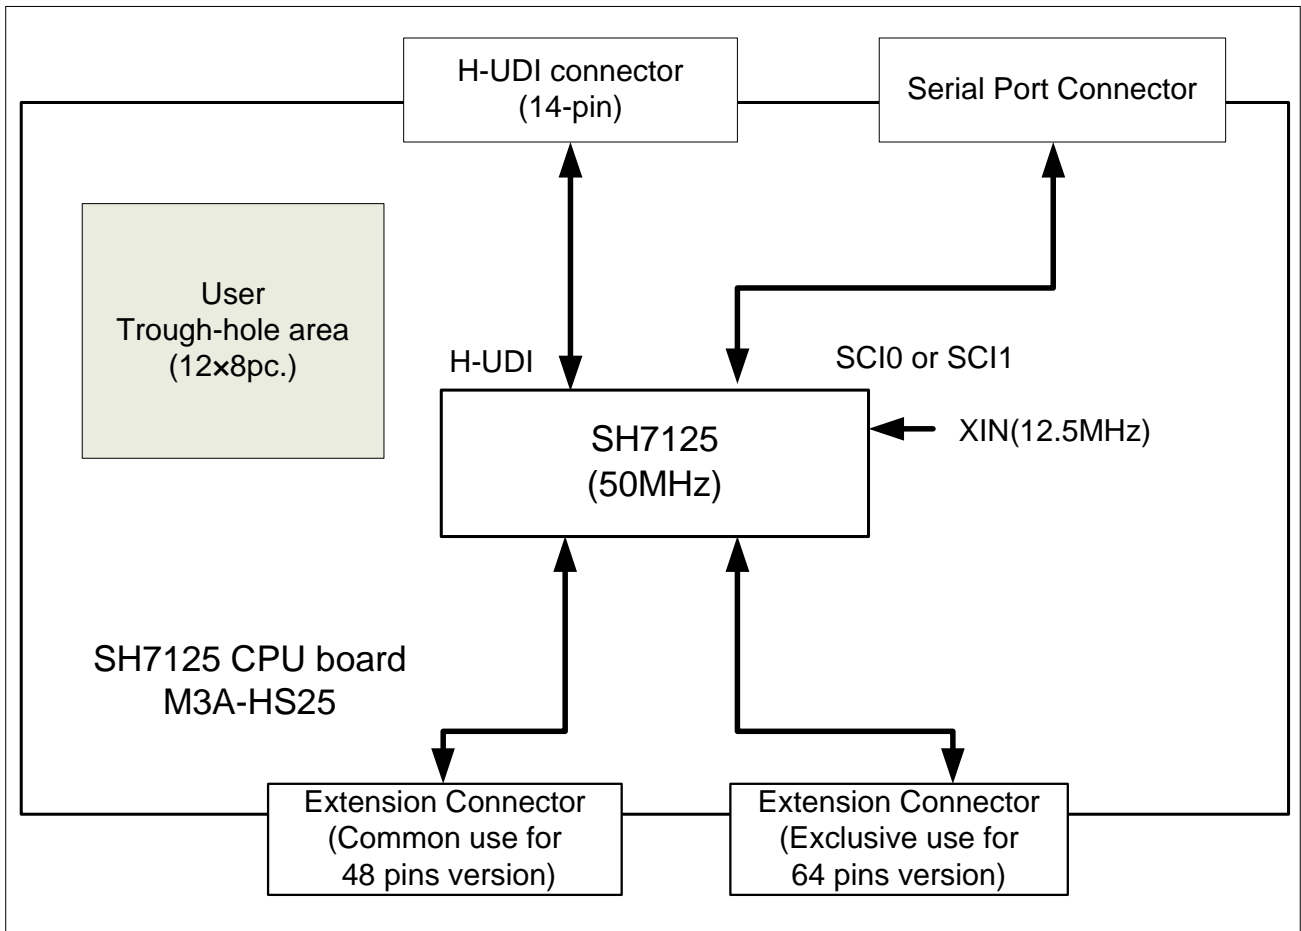 H-UDI connector
(14-pin)
Serial Port Connector
User
Trough-hole area
(12×8pc.)
H-UDI
SCI0 or SCI1
SH7125
(50MHz)
XIN(12.5MHz)
SH7125 CPU board
M3A-HS25
Extension Connector
(Common use for
48 pins version)
Extension Connector
(Exclusive use for
64 pins version)